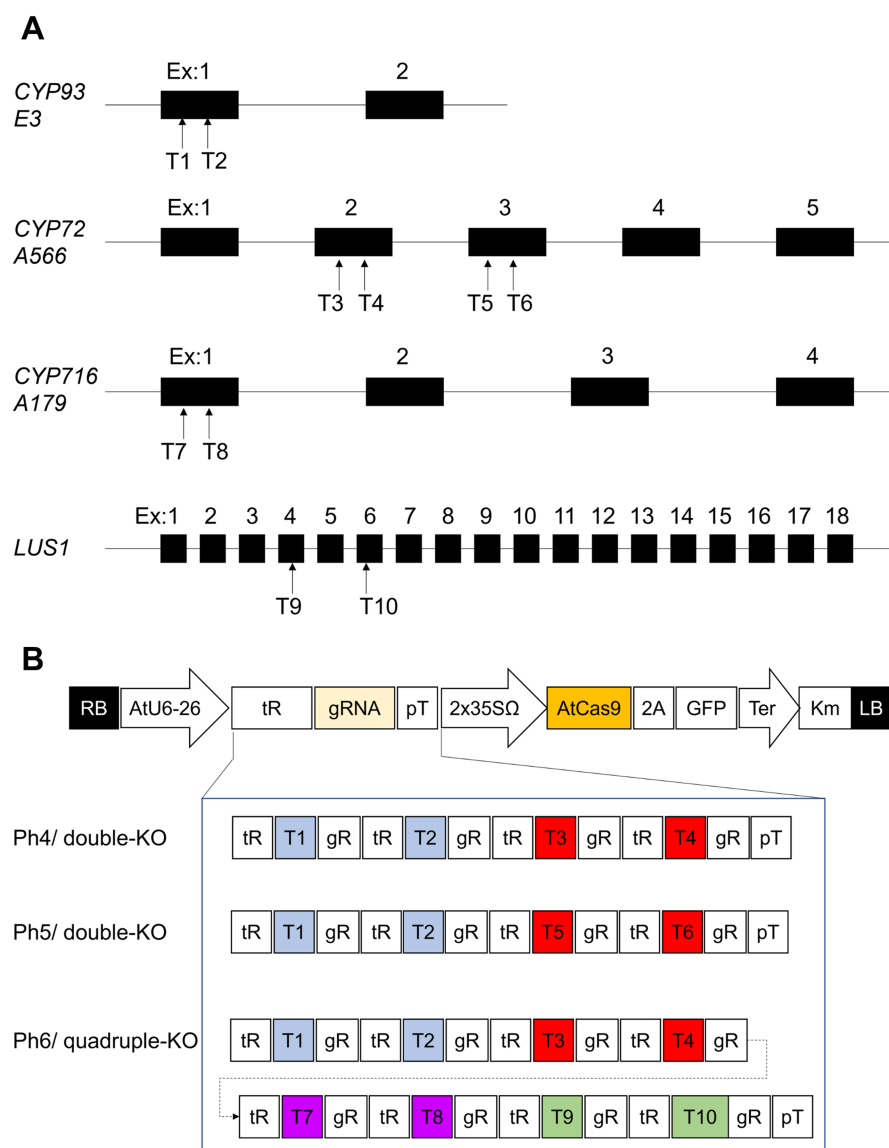 A
Ex:1 2
CYP93
E3
T1 T2
Ex:1 2 3 4 5
CYP72
A566
T3 T4 T5 T6
Ex:1 2 3 4
CYP716
A179
T7 T8
Ex:1 2 3 4 5 6 7 8 9 10 11 12 13 14 15 16 17 18
LUS1
T9 T10
B
RB AtU6-26 tR gRNA pT 2x35SΩ AtCas9 2A GFP Ter Km LB
Ph4/ double-KO tR T1 gR tR T2 gR tR T3 gR tR T4 gR pT
Ph5/ double-KO tR T1 gR tR T2 gR tR T5 gR tR T6 gR pT
Ph6/ quadruple-KO tR T1 gR tR T2 gR tR T3 gR tR T4 gR
tR T7 gR tR T8 gR tR T9 gR tR T10 gR pT